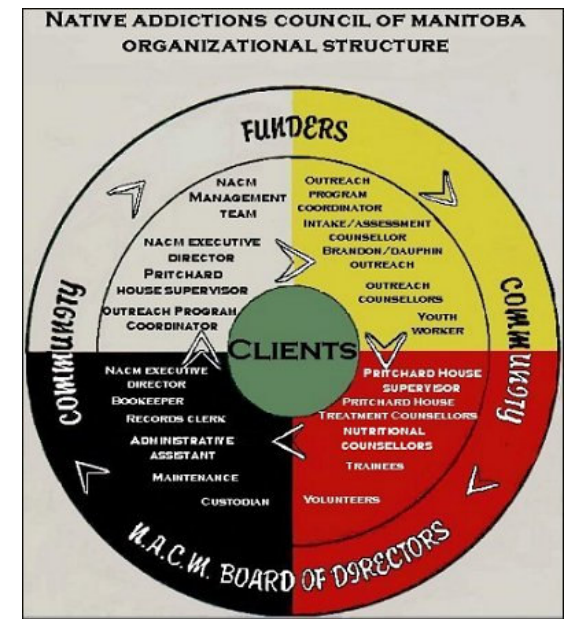 NATIVE ADDICTIONS COUNCIL OF MANITOBA
ORGANIZATIONAL STRUCTURE
FUNDERS
COMMUNITY
COMMUNITY
N.A.C.M. BOARD OF DIRECTORS
NACM
MANAGEMENT
TEAM
NACM EXECUTIVE
DIRECTOR
PRITCHARD
HOUSE SUPERVISOR
OUTREACH PROGRAM
COORDINATOR
OUTREACH
PROGRAM
COORDINATOR
INTAKE/ASSESSMENT
COUNSELLOR
BRANDON/DAUPHIN
OUTREACH
OUTREACH
COUNSELLORS
YOUTH
WORKER
CLIENTS
NACM EXECUTIVE
DIRECTOR
BOOKEEPER
RECORDS CLERK
ADMINISTRATIVE
ASSISTANT
MAINTENANCE
CUSTODIAN
PRITCHARD HOUSE
SUPERVISOR
PRITCHARD HOUSE
TREATMENT COUNSELLORS
NUTRITIONAL
COUNSELLORS
TRAINEES
VOLUNTEERS